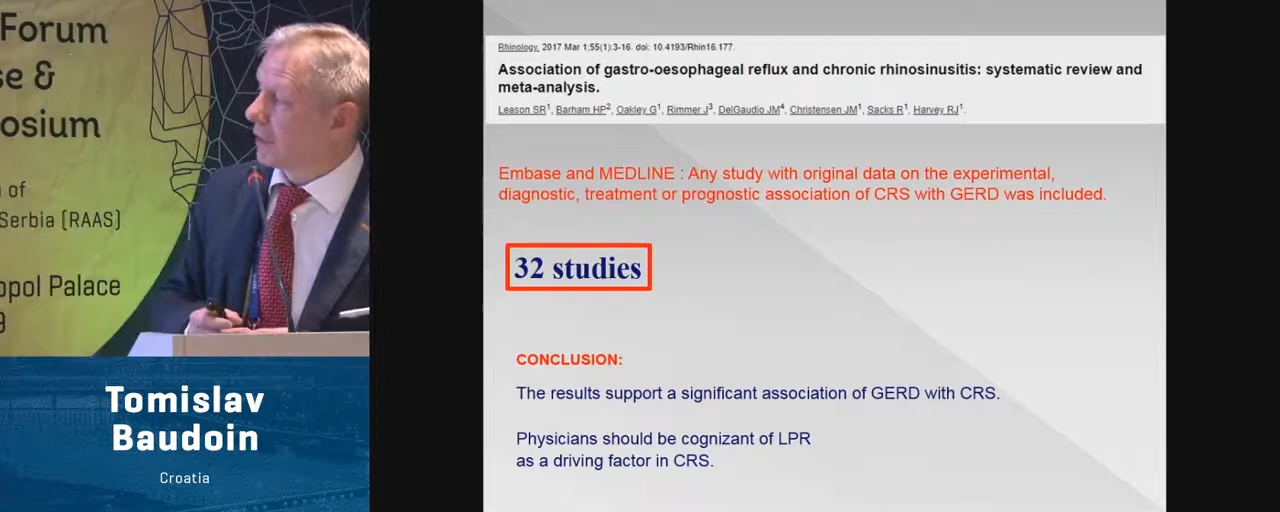 Forum
se &
osium
n of
Serbia (RAAS)
opol Palace
9
Tomislav
Baudoin
Croatia
Rhinology. 2017 Mar 1;55(1):3-16. doi: 10.4193/Rhin16.177.
Association of gastro-oesophageal reflux and chronic rhinosinusitis: systematic review and
meta-analysis.
Leason SR1, Barham HP2, Oakley G1, Rimmer J3, DelGaudio JM4, Christensen JM1, Sacks R1, Harvey RJ1.
Embase and MEDLINE : Any study with original data on the experimental,
diagnostic, treatment or prognostic association of CRS with GERD was included.
32 studies
CONCLUSION:
The results support a significant association of GERD with CRS.
Physicians should be cognizant of LPR
as a driving factor in CRS.